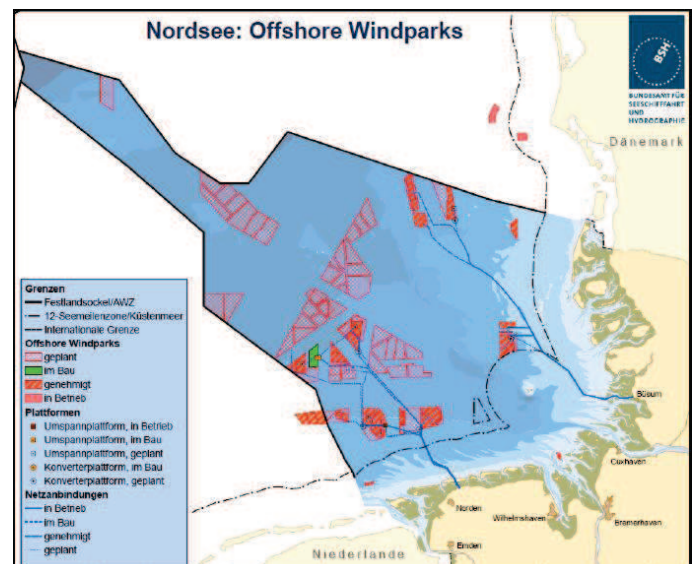 Nordsee: Offshore Windparks
BSH
BUNDESAMT FÜR
SEESCHIFFFAHRT
UND
HYDROGRAPHIE
Dänemark
Grenzen
Festlandsockel/AWZ
12-Seemeilenzone/Küstenmeer
Internationale Grenze
Offshore Windparks
geplant
im Bau
genehmigt
in Betrieb
Plattformen
Umspannplattform, in Betrieb
Umspannplattform, im Bau
Umspannplattform, geplant
Konverterplattform, im Bau
Konverterplattform, geplant
Netzanbindungen
in Betrieb
im Bau
genehmigt
geplant
Büsum
Cuxhaven
Norden
Wilhelmshaven
Bremerhaven
Emden
Niederlande